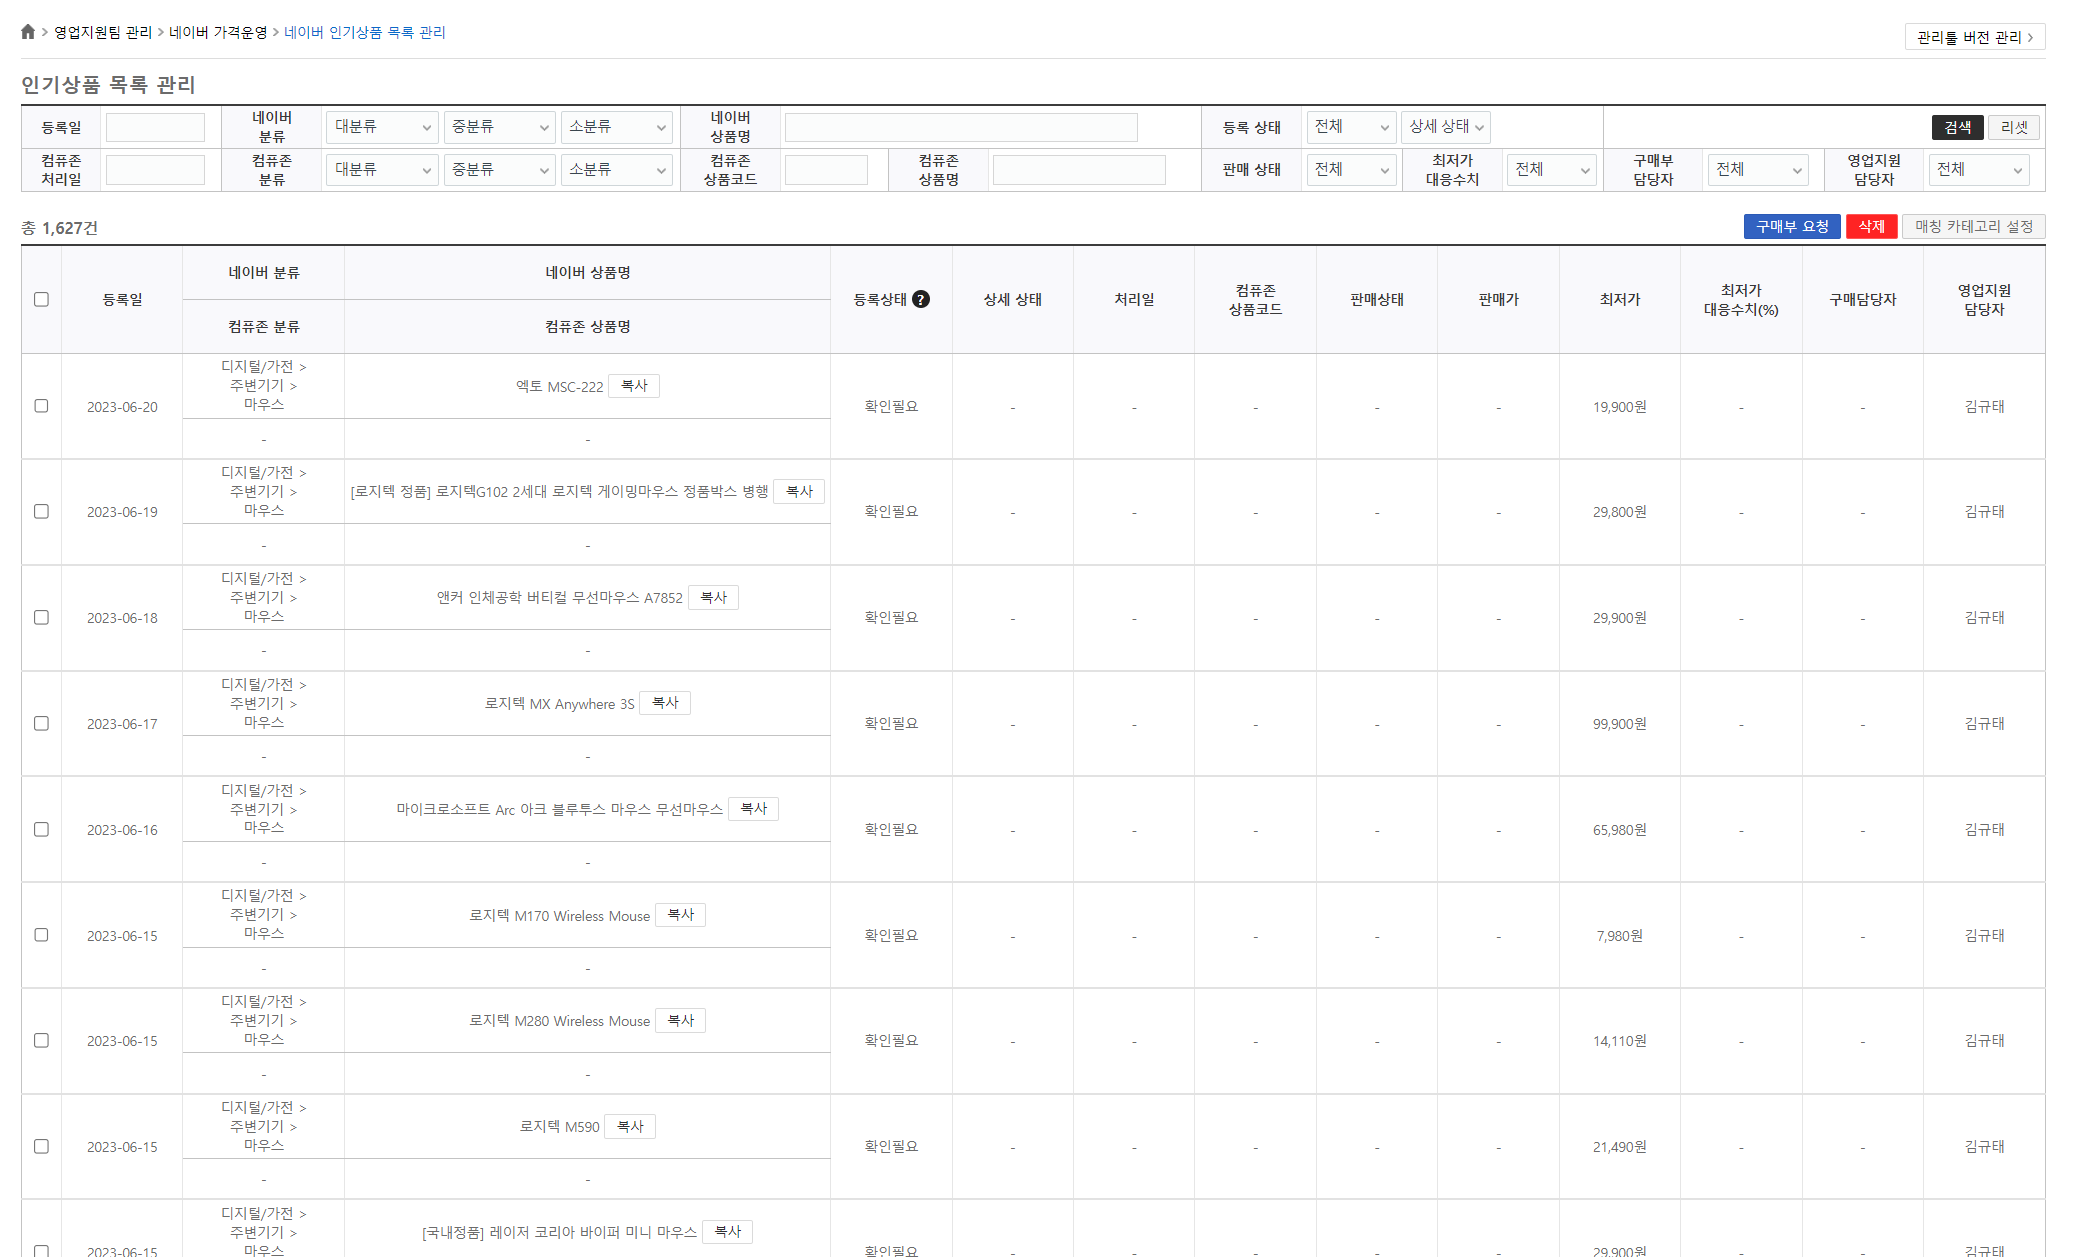 영업지원팀 관리 > 네이버 가격운영 > 네이버 인기상품 목록 관리
관리툴 버전 관리 >
인기상품 목록 관리
등록일 네이버 분류 대분류 중분류 소분류 네이버 상품명 등록 상태 전체 상세 상태 검색 리셋
컴퓨존 처리일 컴퓨존 분류 대분류 중분류 소분류 컴퓨존 상품코드 컴퓨존 상품명 판매 상태 전체 최저가 대응수치 전체 구매부 담당자 전체 영업지원 담당자 전체
총 1,627건
구매부 요청 삭제 매칭 카테고리 설정
등록일 네이버 분류 네이버 상품명 등록상태 ? 상세 상태 처리일 컴퓨존 상품코드 판매상태 판매가 최저가 최저가 대응수치(%) 구매담당자 영업지원 담당자
컴퓨존 분류 컴퓨존 상품명
디지털/가전 >
주변기기 >
마우스
2023-06-20 엑토 MSC-222 복사 확인필요 - - - - - 19,900원 - - 김규태
- -
디지털/가전 >
주변기기 >
마우스
2023-06-19 [로지텍 정품] 로지텍G102 2세대 로지텍 게이밍마우스 정품박스 병행 복사 확인필요 - - - - - 29,800원 - - 김규태
- -
디지털/가전 >
주변기기 >
마우스
2023-06-18 앤커 인체공학 버티컬 무선마우스 A7852 복사 확인필요 - - - - - 29,900원 - - 김규태
- -
디지털/가전 >
주변기기 >
마우스
2023-06-17 로지텍 MX Anywhere 3S 복사 확인필요 - - - - - 99,900원 - - 김규태
- -
디지털/가전 >
주변기기 >
마우스
2023-06-16 마이크로소프트 Arc 아크 블루투스 마우스 무선마우스 복사 확인필요 - - - - - 65,980원 - - 김규태
- -
디지털/가전 >
주변기기 >
마우스
2023-06-15 로지텍 M170 Wireless Mouse 복사 확인필요 - - - - - 7,980원 - - 김규태
- -
디지털/가전 >
주변기기 >
마우스
2023-06-15 로지텍 M280 Wireless Mouse 복사 확인필요 - - - - - 14,110원 - - 김규태
- -
디지털/가전 >
주변기기 >
마우스
2023-06-15 로지텍 M590 복사 확인필요 - - - - - 21,490원 - - 김규태
- -
디지털/가전 >
주변기기 >
마우스
2023-06-15 [국내정품] 레이저 코리아 바이퍼 미니 마우스 복사 확인필요 - - - - - 29,900원 - - 김규태